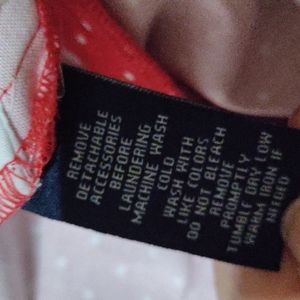 REMOVE
DETACHABLE
ACCESSORIES
BEFORE
LAUNDERING
MACHINE WASH
COLD
WASH WITH
LIKE COLORS
DO NOT BLEACH
REMOVE
PROMPTLY
TUMBLE DRY LOW
WARM IRON IF
NEEDED